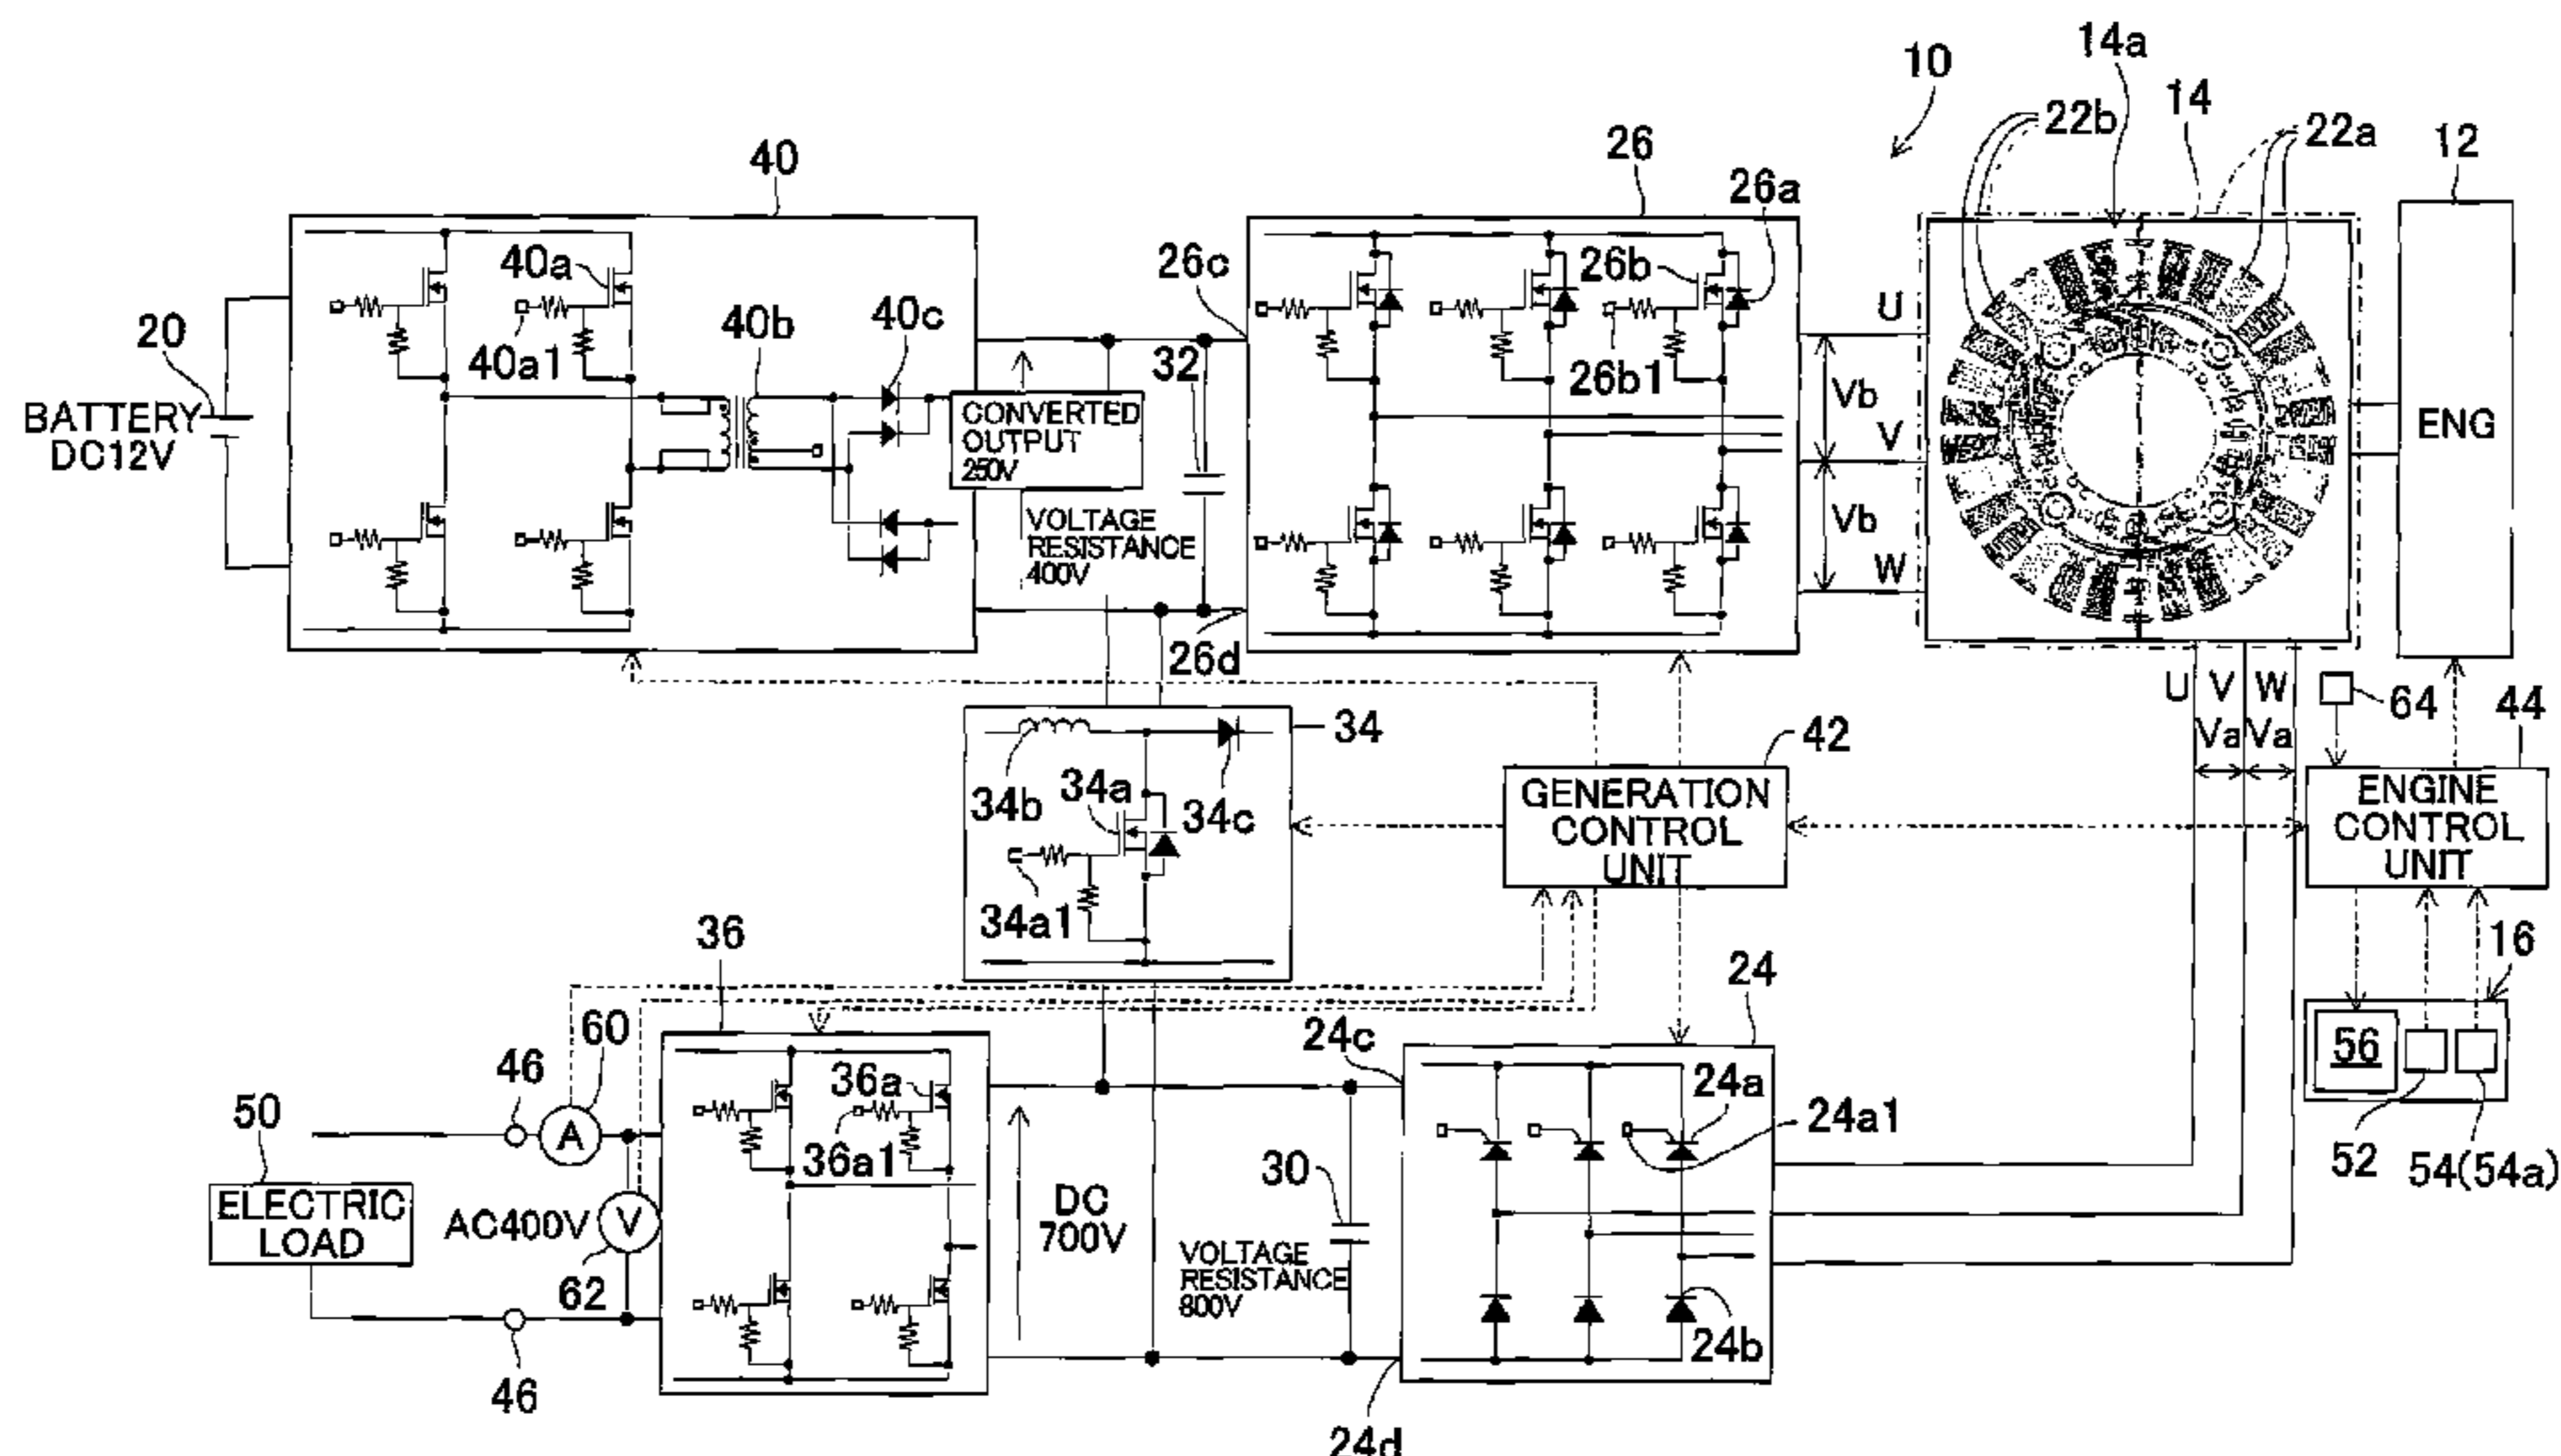 10
14a
14
22b
22a
12
40
26
26a
40a
26c
26b
40b
40c
U
20
40a1
32
26b1
Vb
BATTERY
DC12V
CONVERTED
OUTPUT
250V
V
ENG
VOLTAGE
RESISTANCE
400V
Vb
W
26d
U V W
64
44
34
42
Va Va
34b
34a
34c
GENERATION
CONTROL
UNIT
ENGINE
CONTROL
UNIT
34a1
36
24
16
60
24c
46
36a
24a
56
50
A
36a1
24a1
30
52
54(54a)
ELECTRIC
LOAD
AC400V
V
DC
700V
VOLTAGE
RESISTANCE
800V
62
24b
46
24d